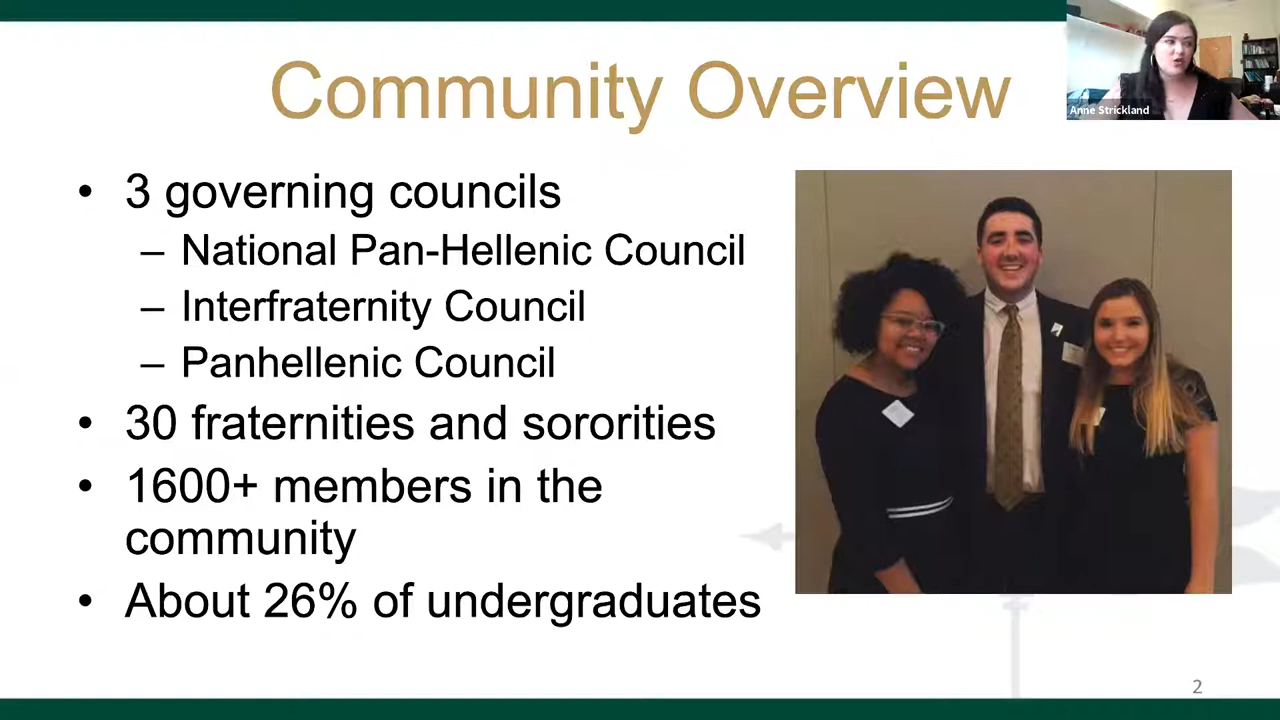 Community Overview
Anne Strickland
• 3 governing councils
– National Pan-Hellenic Council
– Interfraternity Council
– Panhellenic Council
• 30 fraternities and sororities
• 1600+ members in the
community
• About 26% of undergraduates
2